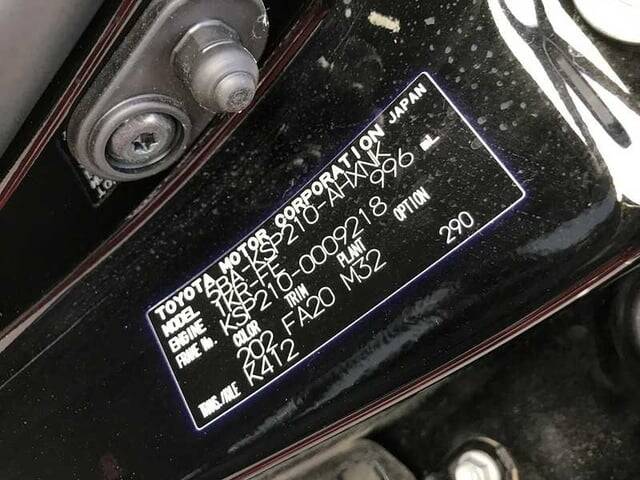 TOYOTA MOTOR CORPORATION JAPAN
MODEL 5BA-KSP210-AHXNK
ENGINE 1KR-FE 996 mL
FRAME No. KSP210-0009218
COLOR TRIM PLANT OPTION
202 FA20 M32 290
TRANS./AXLE K412